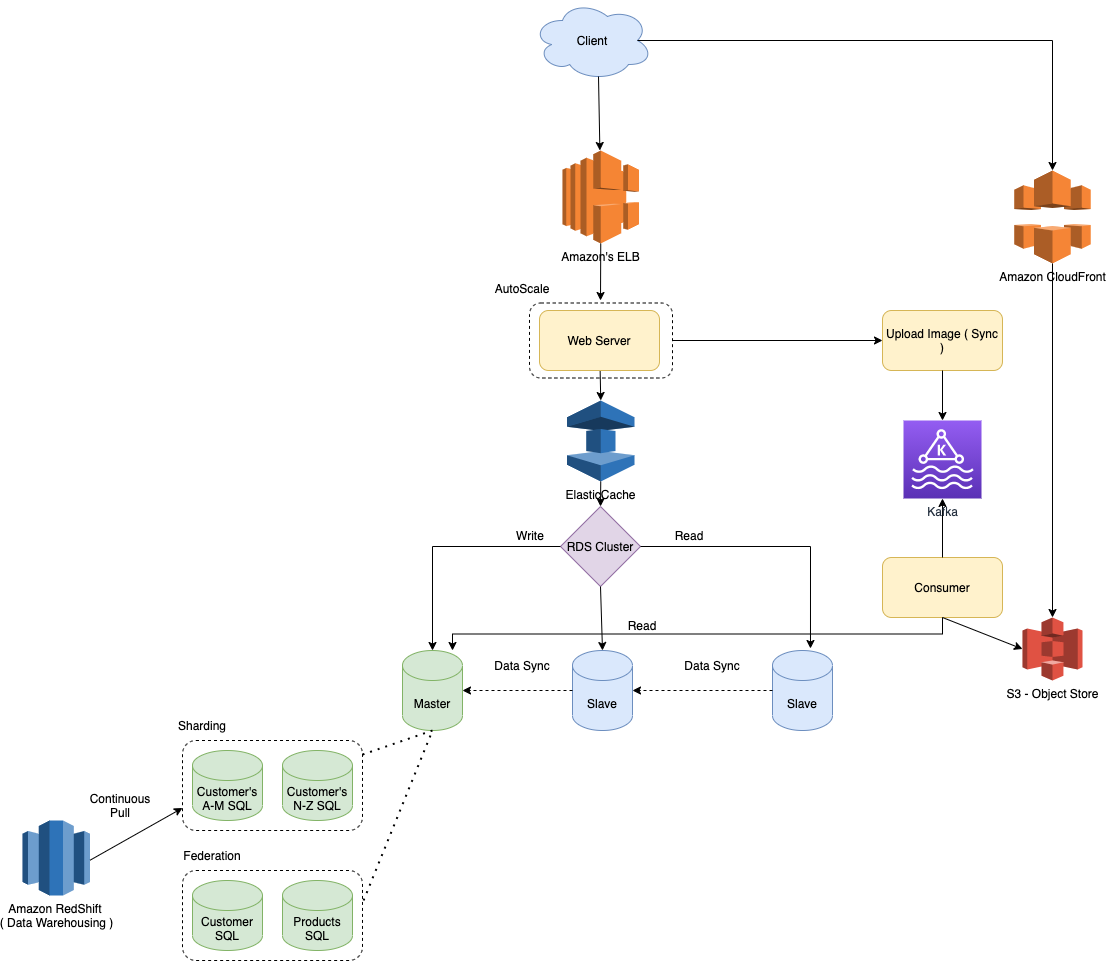 Client
Amazon's ELB
Amazon CloudFront
AutoScale
Web Server
Upload Image ( Sync
)
ElasticCache
K
Kafka
Write
RDS Cluster
Read
Consumer
Read
Data Sync
Data Sync
Master
Slave
Slave
S3 - Object Store
Sharding
Customer's
A-M SQL
Customer's
N-Z SQL
Continuous
Pull
Federation
Amazon RedShift
( Data Warehousing )
Customer
SQL
Products
SQL